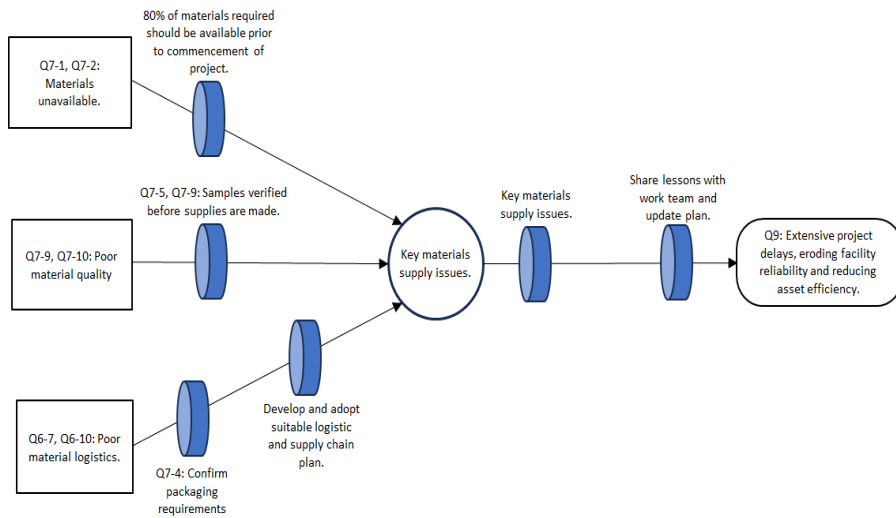 80% of materials required
should be available prior
to commencement of
project.
Q7-1, Q7-2:
Materials
unavailable.
Q7-5, Q7-9: Samples verified
before supplies are made.
Q7-9, Q7-10: Poor
material quality
Key materials
supply issues.
Key materials
supply issues.
Share lessons with
work team and
update plan.
Q9: Extensive project
delays, eroding facility
reliability and reducing
asset efficiency.
Develop and adopt
suitable logistic
and supply chain
plan.
Q6-7, Q6-10: Poor
material logistics.
Q7-4: Confirm
packaging
requirements